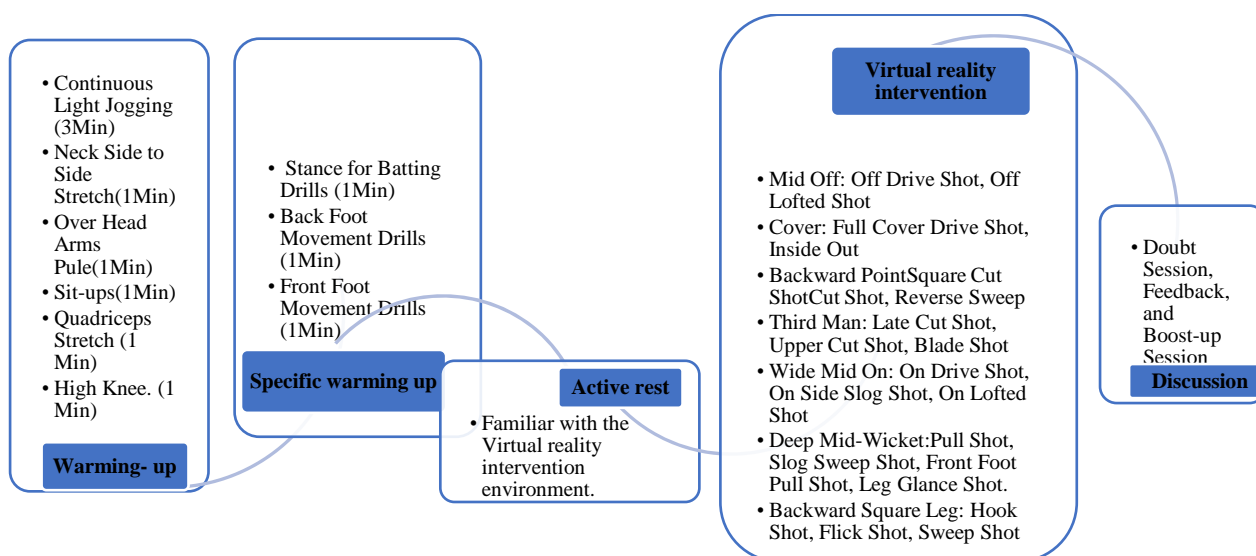 • Continuous
Light Jogging
(3Min)
• Neck Side to
Side
Stretch(1Min)
• Over Head
Arms
Pule(1Min)
• Sit-ups(1Min)
• Quadriceps
Stretch (1
Min)
• High Knee. (1
Min)
Warming- up
• Stance for Batting
Drills (1Min)
• Back Foot
Movement Drills
(1Min)
• Front Foot
Movement Drills
(1Min)
Specific warming up
Active rest
• Familiar with the
Virtual reality
intervention
environment.
Virtual reality
intervention
• Mid Off: Off Drive Shot, Off
Lofted Shot
• Cover: Full Cover Drive Shot,
Inside Out
• Backward PointSquare Cut
ShotCut Shot, Reverse Sweep
• Third Man: Late Cut Shot,
Upper Cut Shot, Blade Shot
• Wide Mid On: On Drive Shot,
On Side Slog Shot, On Lofted
Shot
• Deep Mid-Wicket:Pull Shot,
Slog Sweep Shot, Front Foot
Pull Shot, Leg Glance Shot.
• Backward Square Leg: Hook
Shot, Flick Shot, Sweep Shot
• Doubt
Session,
Feedback,
and
Boost-up
Session
Discussion